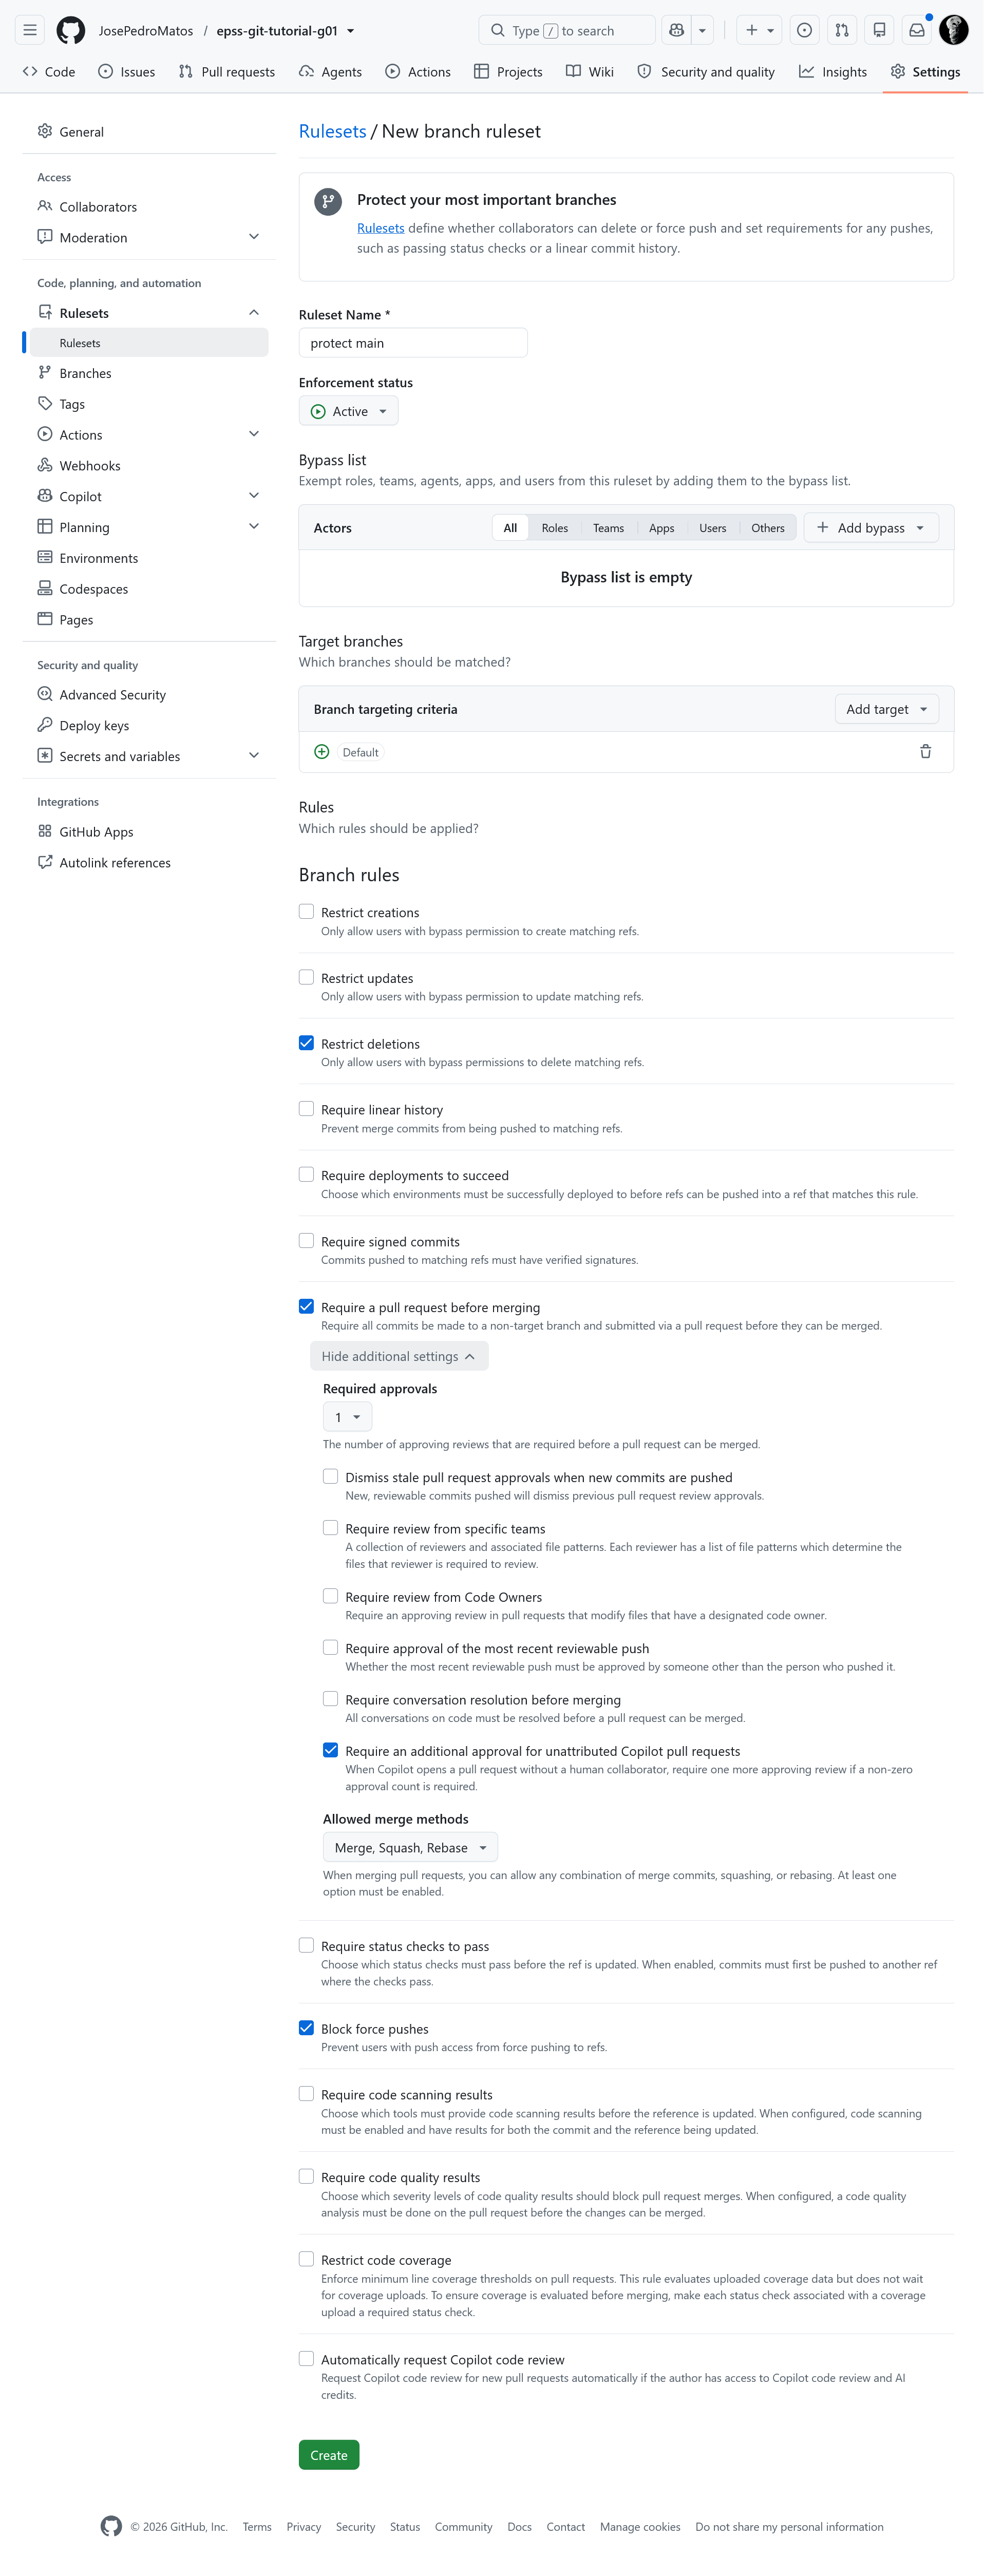 JosePedroMatos / epss-git-tutorial-g01
Type / to search
Code
Issues
Pull requests
Agents
Actions
Projects
Wiki
Security and quality
Insights
Settings
General
Access
Collaborators
Moderation
Code, planning, and automation
Rulesets
Rulesets
Branches
Tags
Actions
Webhooks
Copilot
Planning
Environments
Codespaces
Pages
Security and quality
Advanced Security
Deploy keys
Secrets and variables
Integrations
GitHub Apps
Autolink references
Rulesets / New branch ruleset
Protect your most important branches
Rulesets define whether collaborators can delete or force push and set requirements for any pushes,
such as passing status checks or a linear commit history.
Ruleset Name *
protect main
Enforcement status
Active
Bypass list
Exempt roles, teams, agents, apps, and users from this ruleset by adding them to the bypass list.
Actors
All
Roles
Teams
Apps
Users
Others
Add bypass
Bypass list is empty
Target branches
Which branches should be matched?
Branch targeting criteria
Add target
Default
Rules
Which rules should be applied?
Branch rules
Restrict creations
Only allow users with bypass permission to create matching refs.
Restrict updates
Only allow users with bypass permission to update matching refs.
Restrict deletions
Only allow users with bypass permissions to delete matching refs.
Require linear history
Prevent merge commits from being pushed to matching refs.
Require deployments to succeed
Choose which environments must be successfully deployed to before refs can be pushed into a ref that matches this rule.
Require signed commits
Commits pushed to matching refs must have verified signatures.
Require a pull request before merging
Require all commits be made to a non-target branch and submitted via a pull request before they can be merged.
Hide additional settings
Required approvals
1
The number of approving reviews that are required before a pull request can be merged.
Dismiss stale pull request approvals when new commits are pushed
New, reviewable commits pushed will dismiss previous pull request review approvals.
Require review from specific teams
A collection of reviewers and associated file patterns. Each reviewer has a list of file patterns which determine the
files that reviewer is required to review.
Require review from Code Owners
Require an approving review in pull requests that modify files that have a designated code owner.
Require approval of the most recent reviewable push
Whether the most recent reviewable push must be approved by someone other than the person who pushed it.
Require conversation resolution before merging
All conversations on code must be resolved before a pull request can be merged.
Require an additional approval for unattributed Copilot pull requests
When Copilot opens a pull request without a human collaborator, require one more approving review if a non-zero
approval count is required.
Allowed merge methods
Merge, Squash, Rebase
When merging pull requests, you can allow any combination of merge commits, squashing, or rebasing. At least one
option must be enabled.
Require status checks to pass
Choose which status checks must pass before the ref is updated. When enabled, commits must first be pushed to another ref
where the checks pass.
Block force pushes
Prevent users with push access from force pushing to refs.
Require code scanning results
Choose which tools must provide code scanning results before the reference is updated. When configured, code scanning
must be enabled and have results for both the commit and the reference being updated.
Require code quality results
Choose which severity levels of code quality results should block pull request merges. When configured, a code quality
analysis must be done on the pull request before the changes can be merged.
Restrict code coverage
Enforce minimum line coverage thresholds on pull requests. This rule evaluates uploaded coverage data but does not wait
for coverage uploads. To ensure coverage is evaluated before merging, make each status check associated with a coverage
upload a required status check.
Automatically request Copilot code review
Request Copilot code review for new pull requests automatically if the author has access to Copilot code review and AI
credits.
Create
© 2026 GitHub, Inc.
Terms
Privacy
Security
Status
Community
Docs
Contact
Manage cookies
Do not share my personal information